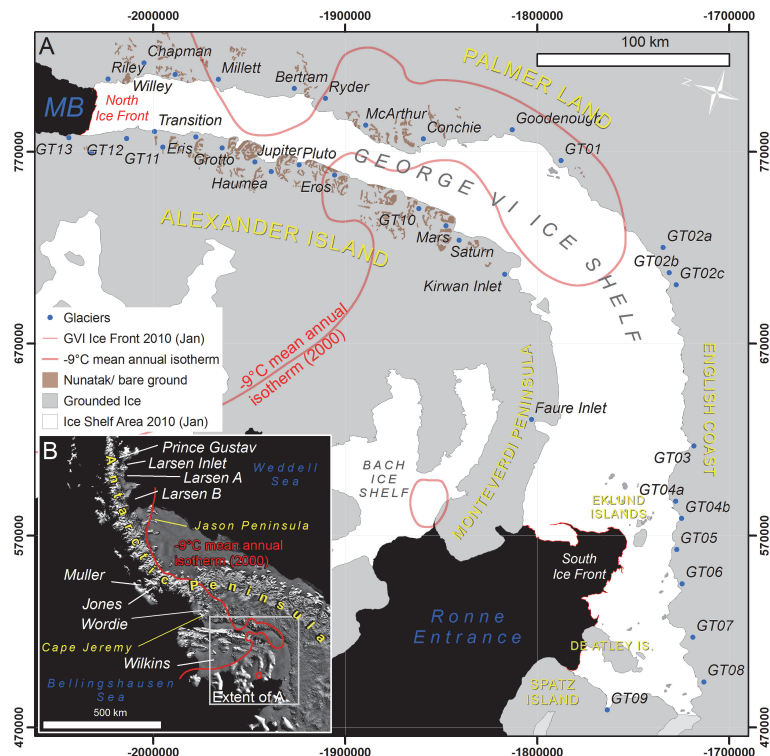 -2000000
-1900000
-1800000
-1700000
A
100 km
N
Chapman
Riley
Willey
Millett
Bertram
Ryder
PALMER LAND
MB
North
Ice Front
McArthur
Conchie
Goodenough
Transition
GT13
GT12
GT11
Eris
Grotto
Jupiter
Pluto
Haumea
Eros
GT01
GEORGE VI ICE SHELF
770000
770000
ALEXANDER ISLAND
GT10
Mars
Saturn
Kirwan Inlet
GT02a
GT02b
GT02c
Glaciers
GVI Ice Front 2010 (Jan)
-9°C mean annual isotherm
Nunatak/ bare ground
Grounded Ice
Ice Shelf Area 2010 (Jan)
-9°C mean annual
isotherm (2000)
670000
670000
ENGLISH COAST
MONTEVERDI PENINSULA
Faure Inlet
BACH
ICE
SHELF
GT03
GT04a
GT04b
EKLUND
ISLANDS
GT05
GT06
570000
570000
South
Ice Front
Ronne
Entrance
DE ATLEY IS.
GT07
GT08
SPATZ
ISLAND
GT09
470000
470000
B
Prince Gustav
Larsen Inlet
Larsen A
Larsen B
Weddell
Sea
Jason Peninsula
-9°C mean annual
isotherm (2000)
Antarctic Peninsula
Muller
Jones
Wordie
Cape Jeremy
Wilkins
Bellingshausen
Sea
Extent of A.
500 km
-2000000
-1900000
-1800000
-1700000